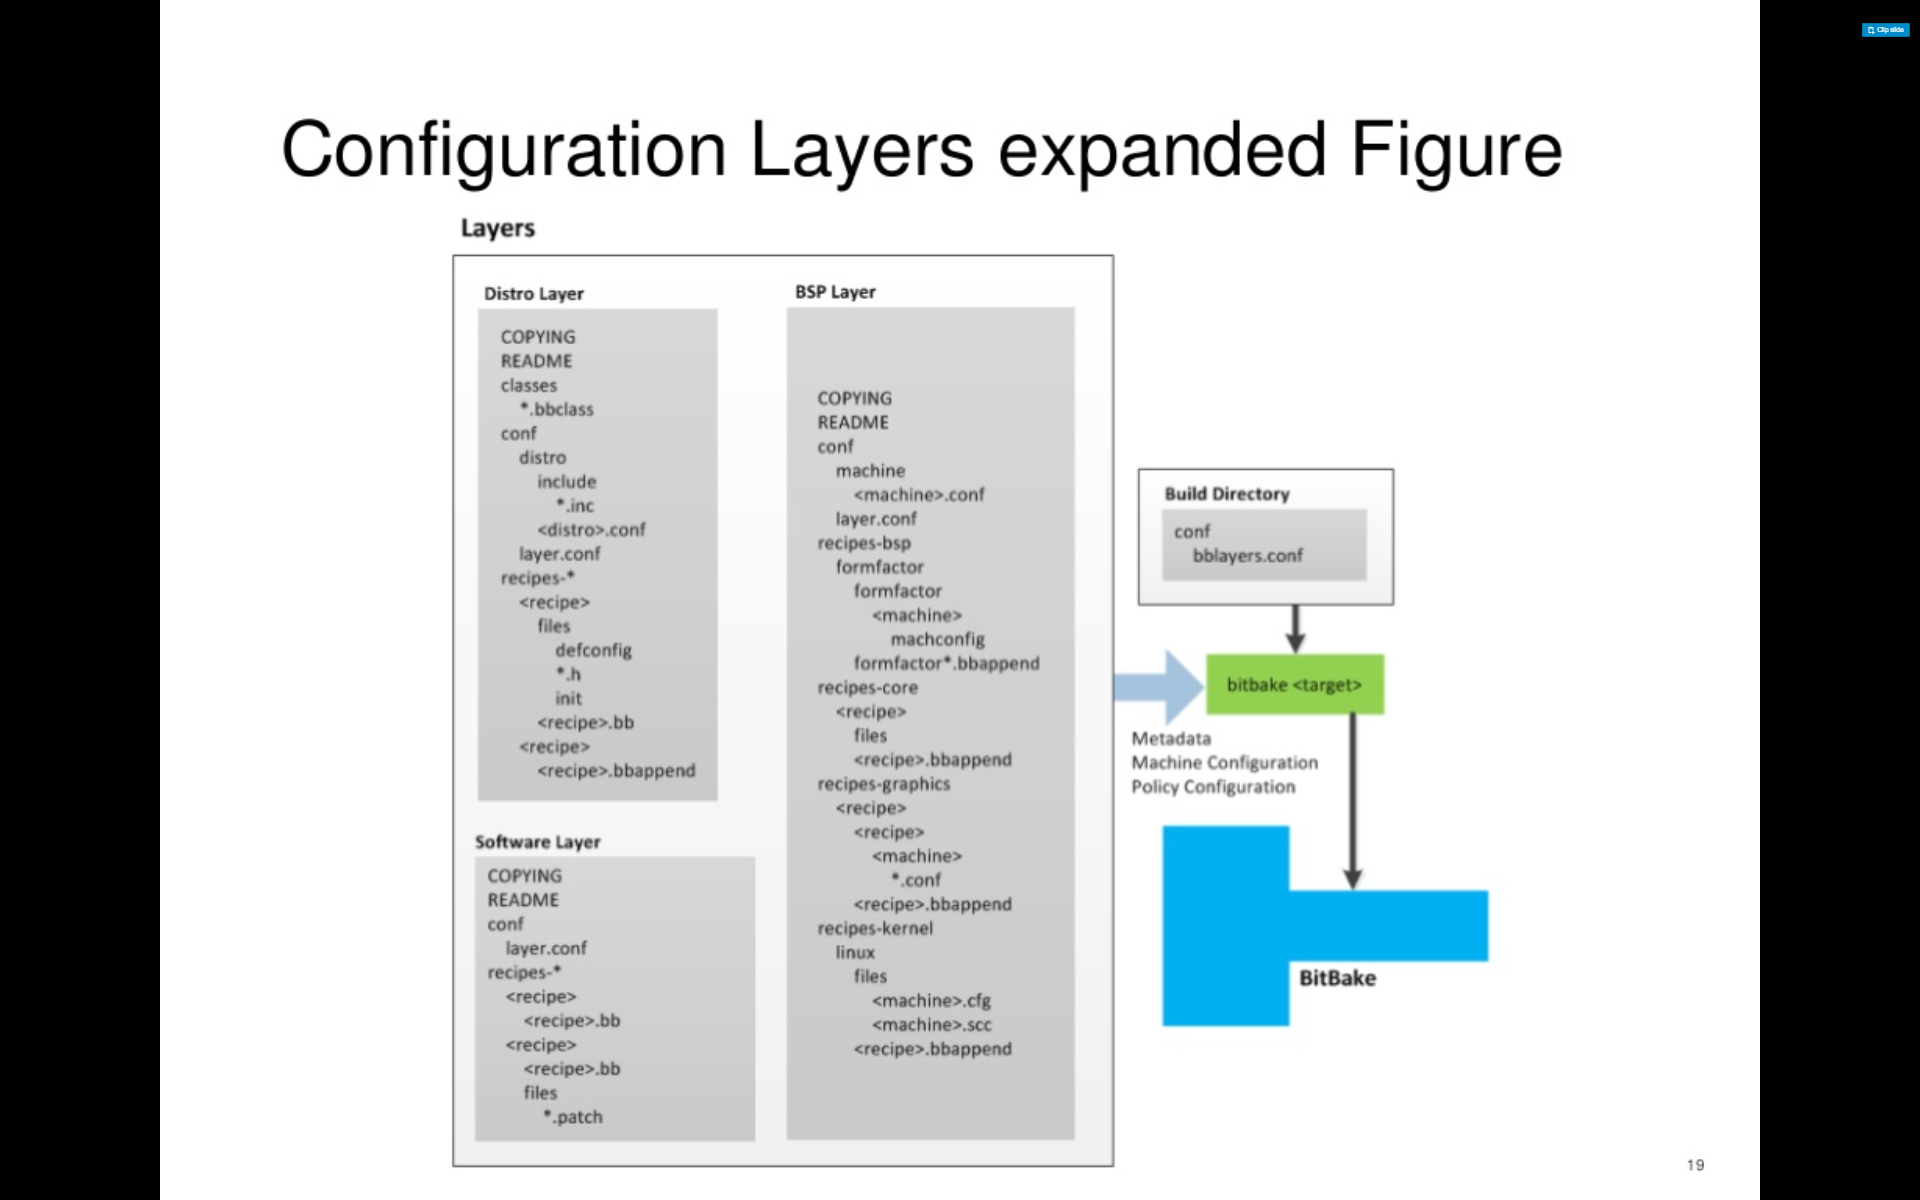 Clip slide
Configuration Layers expanded Figure
Layers
Distro Layer
COPYING
README
classes
*.bbclass
conf
distro
include
*.inc
<distro>.conf
layer.conf
recipes-*
<recipe>
files
defconfig
*.h
init
<recipe>.bb
<recipe>
<recipe>.bbappend
Software Layer
COPYING
README
conf
layer.conf
recipes-*
<recipe>
<recipe>.bb
<recipe>
<recipe>.bb
files
*.patch
BSP Layer
COPYING
README
conf
machine
<machine>.conf
layer.conf
recipes-bsp
formfactor
formfactor
<machine>
machconfig
formfactor*.bbappend
recipes-core
<recipe>
files
<recipe>.bbappend
recipes-graphics
<recipe>
<recipe>
<machine>
*.conf
<recipe>.bbappend
recipes-kernel
linux
files
<machine>.cfg
<machine>.scc
<recipe>.bbappend
Build Directory
conf
bblayers.conf
bitbake <target>
Metadata
Machine Configuration
Policy Configuration
BitBake
19